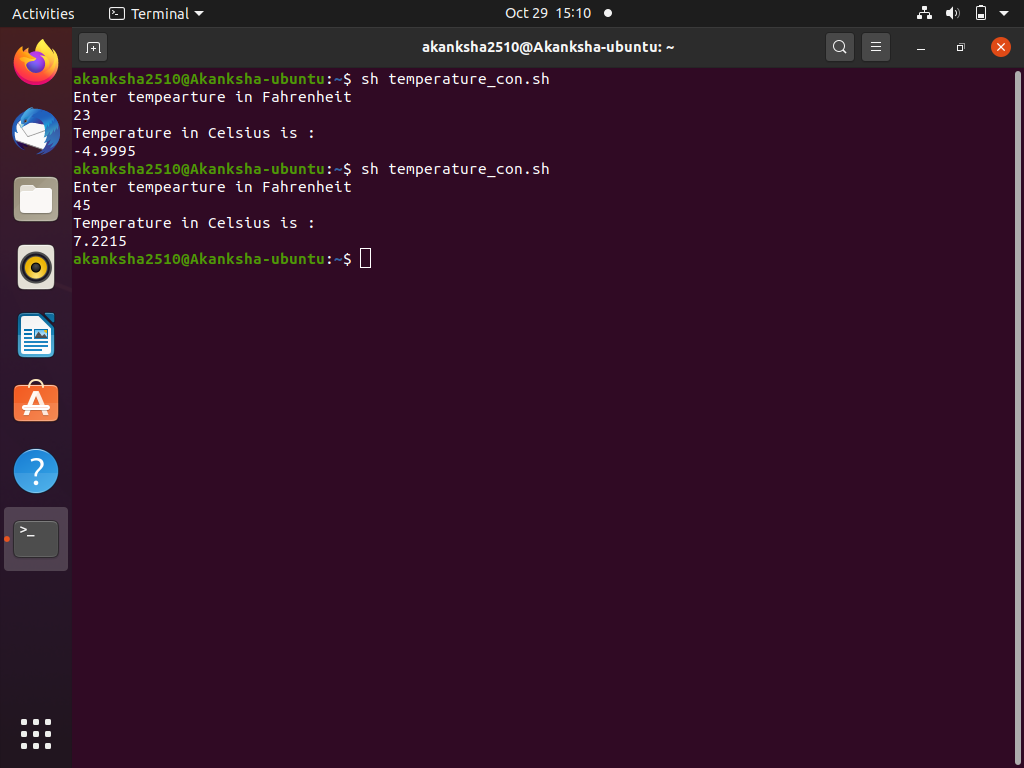 Activities Terminal Oct 29 15:10
akanksha2510@Akanksha-ubuntu: ~
akanksha2510@Akanksha-ubuntu:~$ sh temperature_con.sh
Enter tempearture in Fahrenheit
23
Temperature in Celsius is :
-4.9995
akanksha2510@Akanksha-ubuntu:~$ sh temperature_con.sh
Enter tempearture in Fahrenheit
45
Temperature in Celsius is :
7.2215
akanksha2510@Akanksha-ubuntu:~$